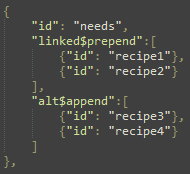 {
"id": "needs",
"linked$prepend":[
{"id": "recipe1"},
{"id": "recipe2"}
],
"alt$append":[
{"id": "recipe3"},
{"id": "recipe4"}
]
},